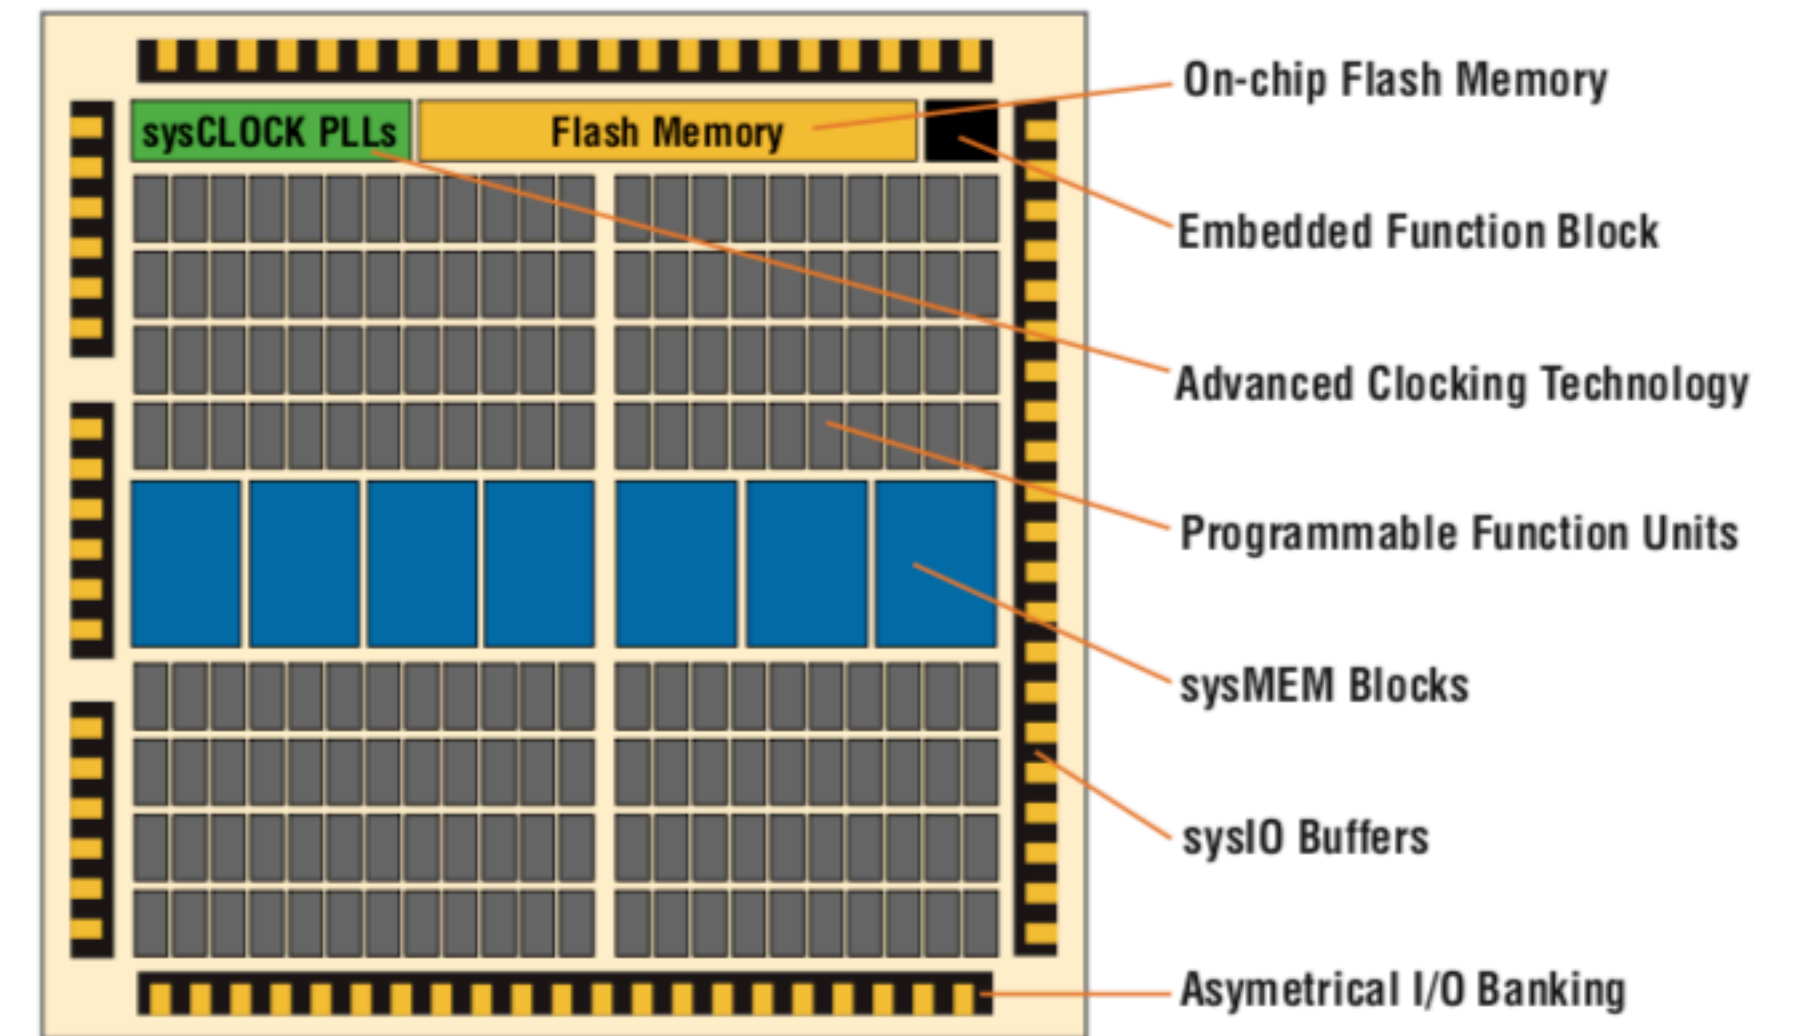 sysCLOCK PLLs
Flash Memory
On-chip Flash Memory
Embedded Function Block
Advanced Clocking Technology
Programmable Function Units
sysMEM Blocks
sysIO Buffers
Asymetrical I/O Banking